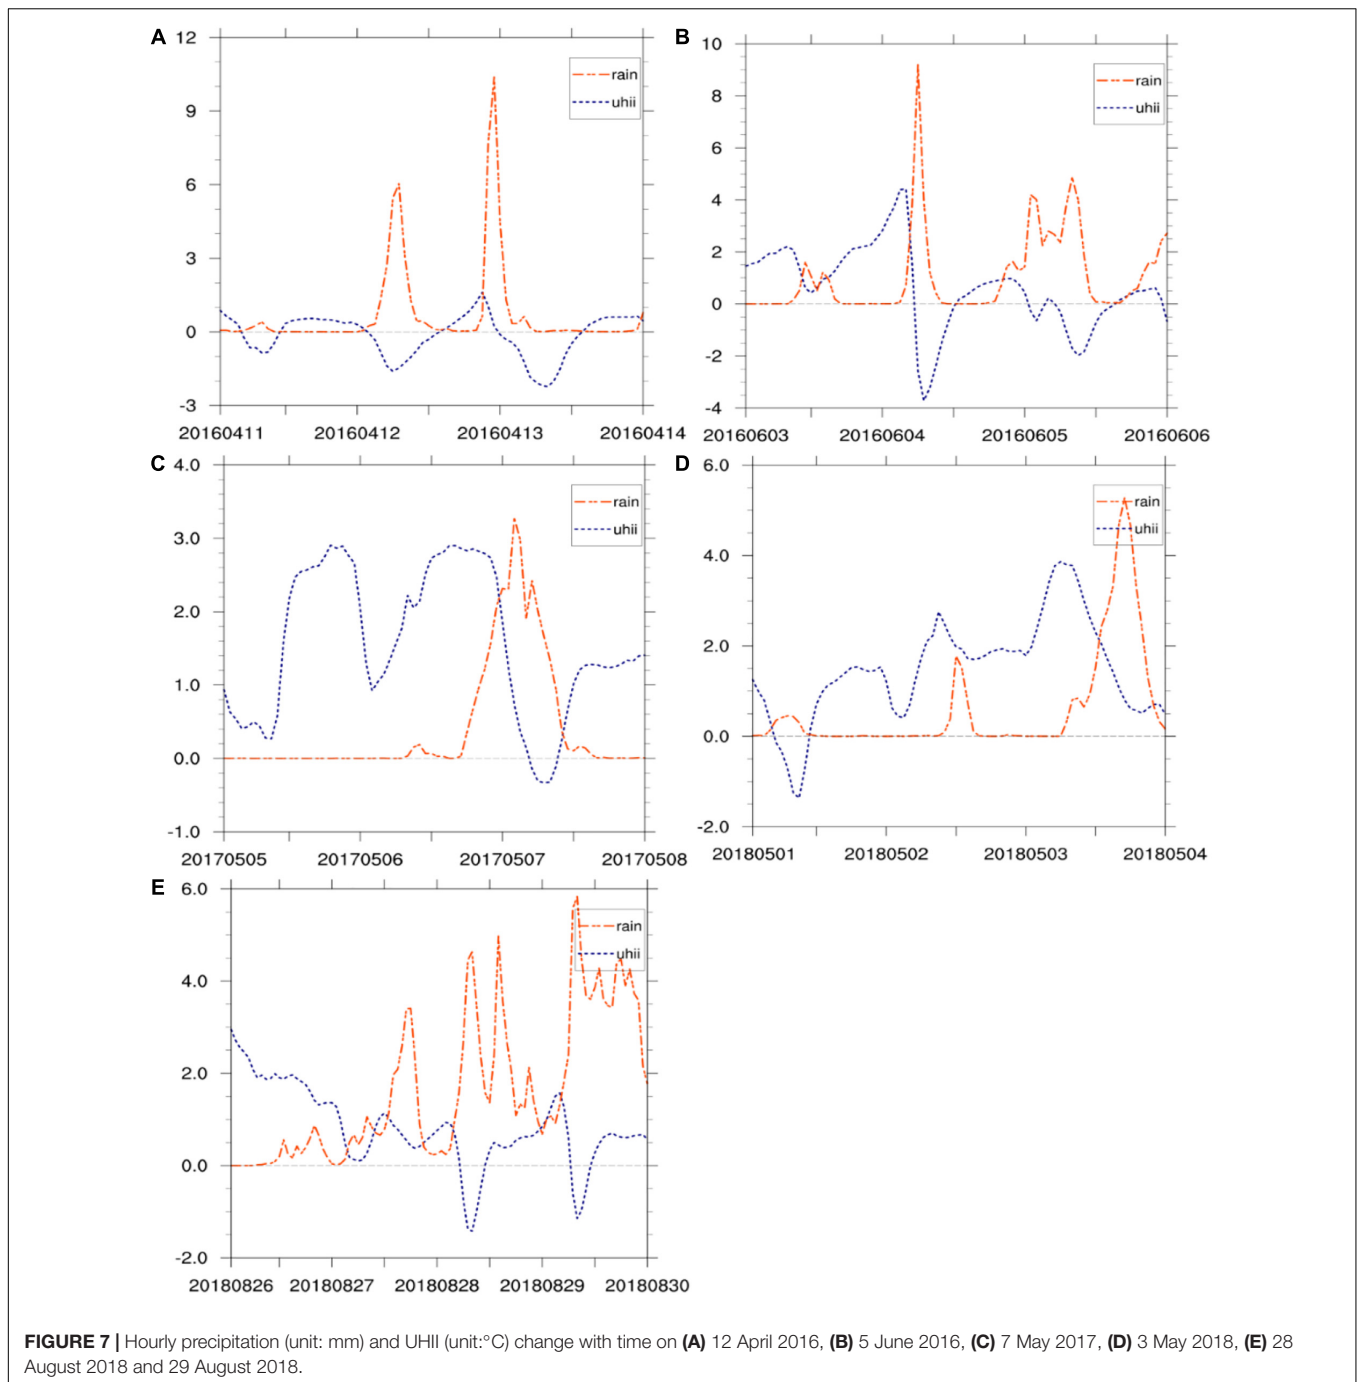 A
12
9
6
3
0
-3
rain
uhii
20160411 20160412 20160413 20160414
B
10
8
6
4
2
0
-2
-4
rain
uhii
20160603 20160604 20160605 20160606
C
4.0
3.0
2.0
1.0
0.0
-1.0
rain
uhii
20170505 20170506 20170507 20170508
D
6.0
4.0
2.0
0.0
-2.0
rain
uhii
20180501 20180502 20180503 20180504
E
6.0
4.0
2.0
0.0
-2.0
rain
uhii
20180826 20180827 20180828 20180829 20180830
FIGURE 7 | Hourly precipitation (unit: mm) and UHII (unit:°C) change with time on (A) 12 April 2016, (B) 5 June 2016, (C) 7 May 2017, (D) 3 May 2018, (E) 28
August 2018 and 29 August 2018.